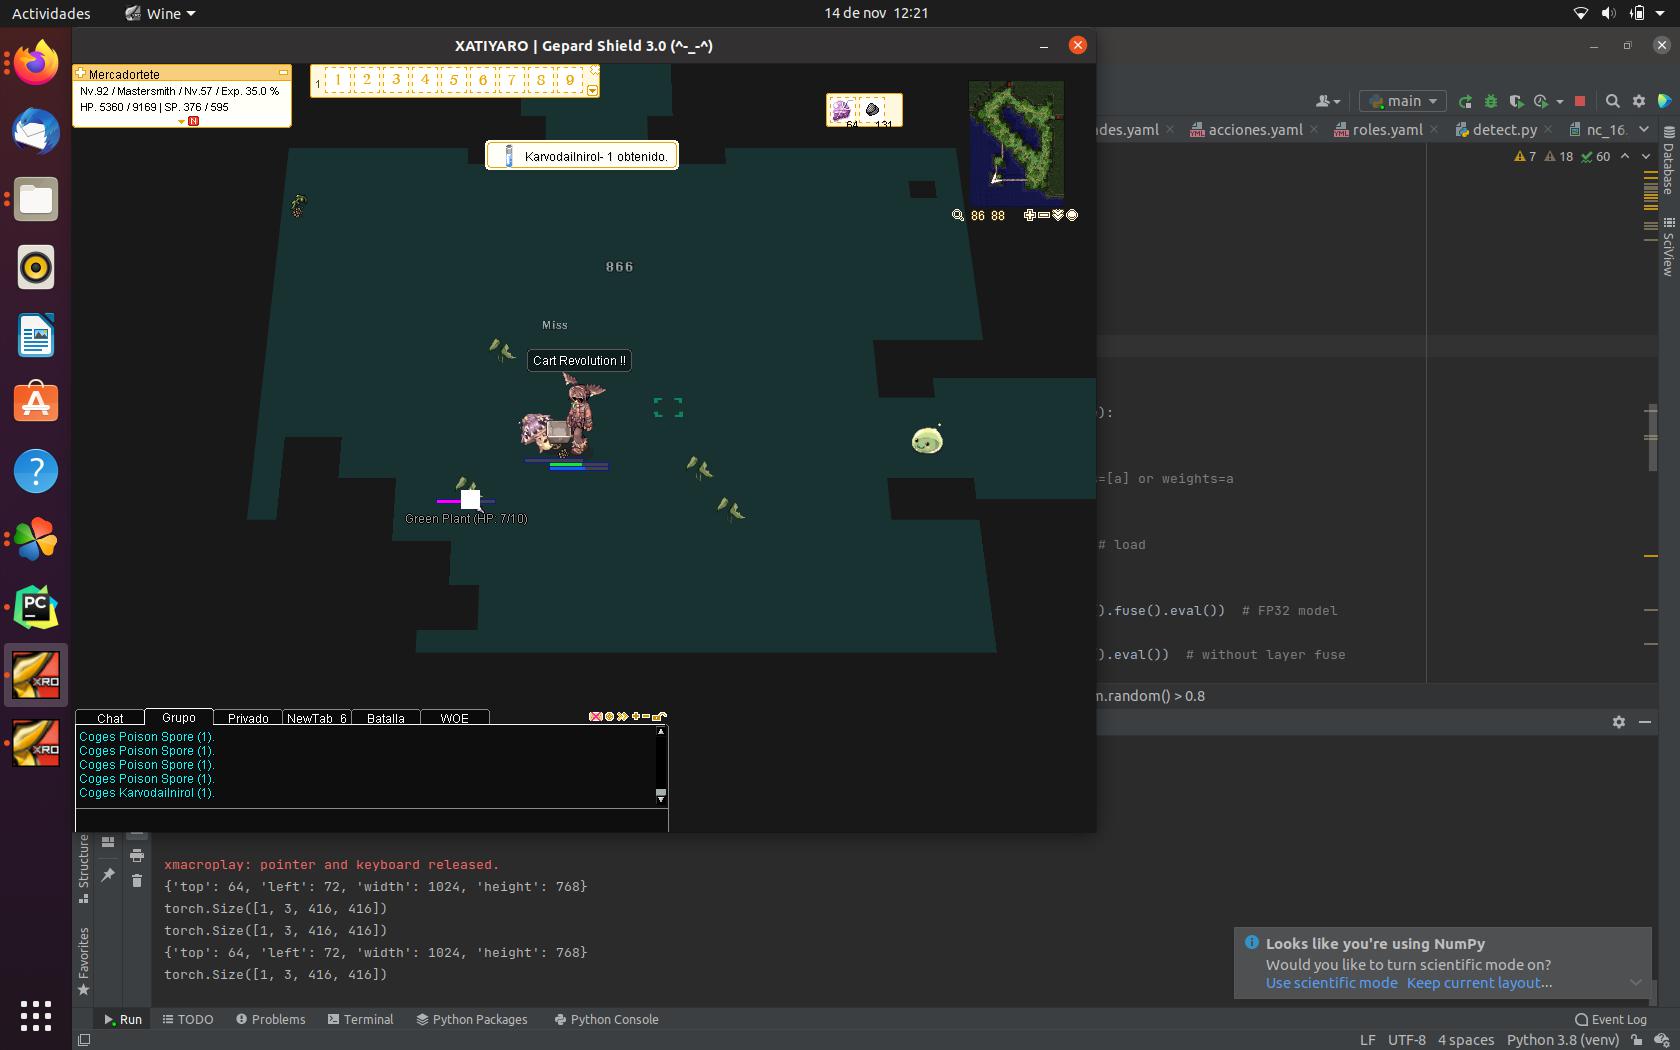 Actividades
Wine
14 de nov 12:21
XATIYARO | Gepard Shield 3.0 (^-_-^)
Mercadortete
Nv.92 / Mastersmith / Nv.57 / Exp. 35.0 %
HP. 5360 / 9169 | SP. 376 / 595
N
1 1 2 3 4 5 6 7 8 9
64 131
Karvodailnirol- 1 obtenido.
86 88
866
Miss
Cart Revolution !!
Green Plant (HP: 7/10)
Chat Grupo Privado NewTab_6 Batalla WOE
Coges Poison Spore (1).
Coges Poison Spore (1).
Coges Poison Spore (1).
Coges Poison Spore (1).
Coges Karvodailnirol (1).
main
des.yaml acciones.yaml roles.yaml detect.py nc_16.
7 18 60
Database
SciView
):
=[a] or weights=a
# load
).fuse().eval()) # FP32 model
).eval()) # without layer fuse
m.random() > 0.8
PC
XRO
XRO
Structure
Favorites
xmacroplay: pointer and keyboard released.
{'top': 64, 'left': 72, 'width': 1024, 'height': 768}
torch.Size([1, 3, 416, 416])
torch.Size([1, 3, 416, 416])
{'top': 64, 'left': 72, 'width': 1024, 'height': 768}
torch.Size([1, 3, 416, 416])
Looks like you're using NumPy
Would you like to turn scientific mode on?
Use scientific mode Keep current layout...
Run TODO Problems Terminal Python Packages Python Console
Event Log
LF UTF-8 4 spaces Python 3.8 (venv)